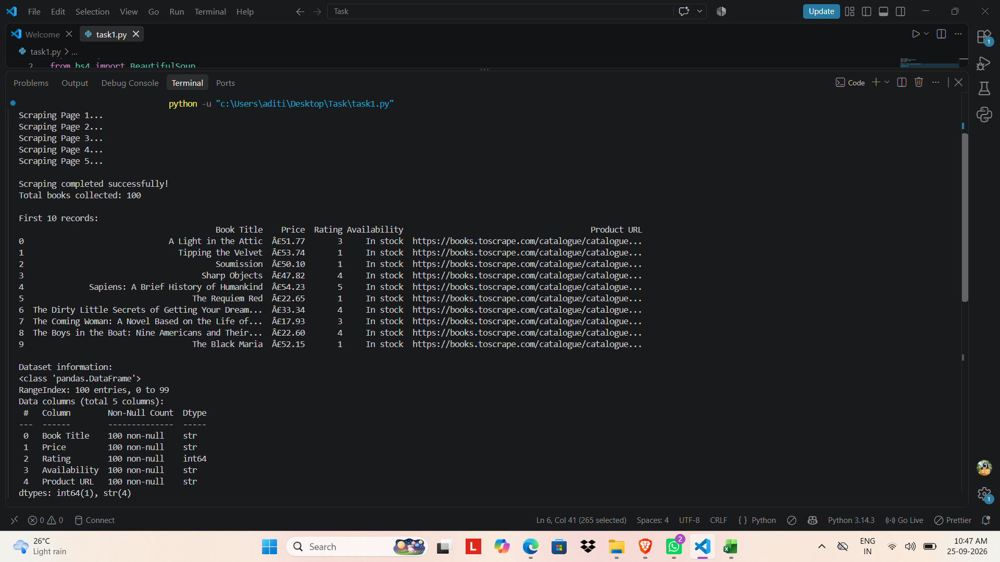 File Edit Selection View Go Run Terminal Help
Task
Update
Welcome
task1.py
task1.py > ...
2 from bs4 import BeautifulSoup
1
Problems Output Debug Console Terminal Ports
Code
python -u "c:\Users\aditi\Desktop\Task\task1.py"
Scraping Page 1...
Scraping Page 2...
Scraping Page 3...
Scraping Page 4...
Scraping Page 5...
Scraping completed successfully!
Total books collected: 100
First 10 records:
Book Title Price Rating Availability Product URL
0 A Light in the Attic Â£51.77 3 In stock https://books.toscrape.com/catalogue/catalogue...
1 Tipping the Velvet Â£53.74 1 In stock https://books.toscrape.com/catalogue/catalogue...
2 Soumission Â£50.10 1 In stock https://books.toscrape.com/catalogue/catalogue...
3 Sharp Objects Â£47.82 4 In stock https://books.toscrape.com/catalogue/catalogue...
4 Sapiens: A Brief History of Humankind Â£54.23 5 In stock https://books.toscrape.com/catalogue/catalogue...
5 The Requiem Red Â£22.65 1 In stock https://books.toscrape.com/catalogue/catalogue...
6 The Dirty Little Secrets of Getting Your Dream... Â£33.34 4 In stock https://books.toscrape.com/catalogue/catalogue...
7 The Coming Woman: A Novel Based on the Life of... Â£17.93 3 In stock https://books.toscrape.com/catalogue/catalogue...
8 The Boys in the Boat: Nine Americans and Their... Â£22.60 4 In stock https://books.toscrape.com/catalogue/catalogue...
9 The Black Maria Â£52.15 1 In stock https://books.toscrape.com/catalogue/catalogue...
Dataset information:
<class 'pandas.DataFrame'>
RangeIndex: 100 entries, 0 to 99
Data columns (total 5 columns):
# Column Non-Null Count Dtype
--- ------ -------------- -----
0 Book Title 100 non-null str
1 Price 100 non-null str
2 Rating 100 non-null int64
3 Availability 100 non-null str
4 Product URL 100 non-null str
dtypes: int64(1), str(4)
1
0 0 Connect
Ln 6, Col 41 (265 selected) Spaces: 4 UTF-8 CRLF { } Python Python 3.14.3 Go Live Prettier
26°C
Light rain
Search
L
2
ENG
IN
10:47 AM
25-09-2026